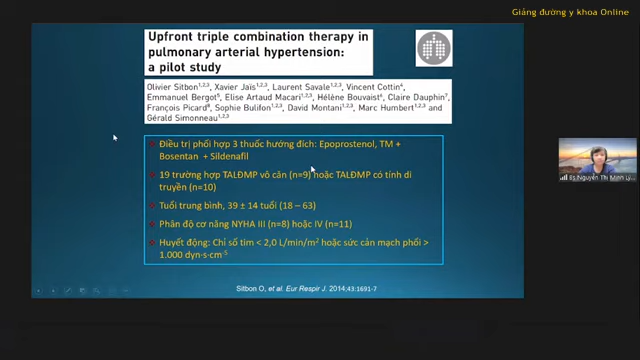 Giảng đường y khoa Online
Upfront triple combination therapy in
pulmonary arterial hypertension:
a pilot study
Olivier Sitbon1,2,3, Xavier Jaïs1,2,3, Laurent Savale1,2,3, Vincent Cottin4,
Emmanuel Bergot5, Elise Artaud Macari1,2,3, Hélène Bouvaist6, Claire Dauphin7,
François Picard8, Sophie Bulifon1,2,3, David Montani1,2,3, Marc Humbert1,2,3 and
Gérald Simonneau1,2,3
Điều trị phối hợp 3 thuốc hướng đích: Epoprostenol, TM +
Bosentan + Sildenafil
19 trường hợp TALĐMP vô căn (n=9) hoặc TALĐMP có tính di
truyền (n=10)
Tuổi trung bình, 39 ± 14 tuổi (18 – 63)
Phân độ cơ năng NYHA III (n=8) hoặc IV (n=11)
Huyết động: Chỉ số tim < 2,0 L/min/m2 hoặc sức cản mạch phổi >
1.000 dyn·s·cm-5
Sitbon O, et al. Eur Respir J. 2014;43:1691-7
Bs Nguyễn Thị Minh Lý...